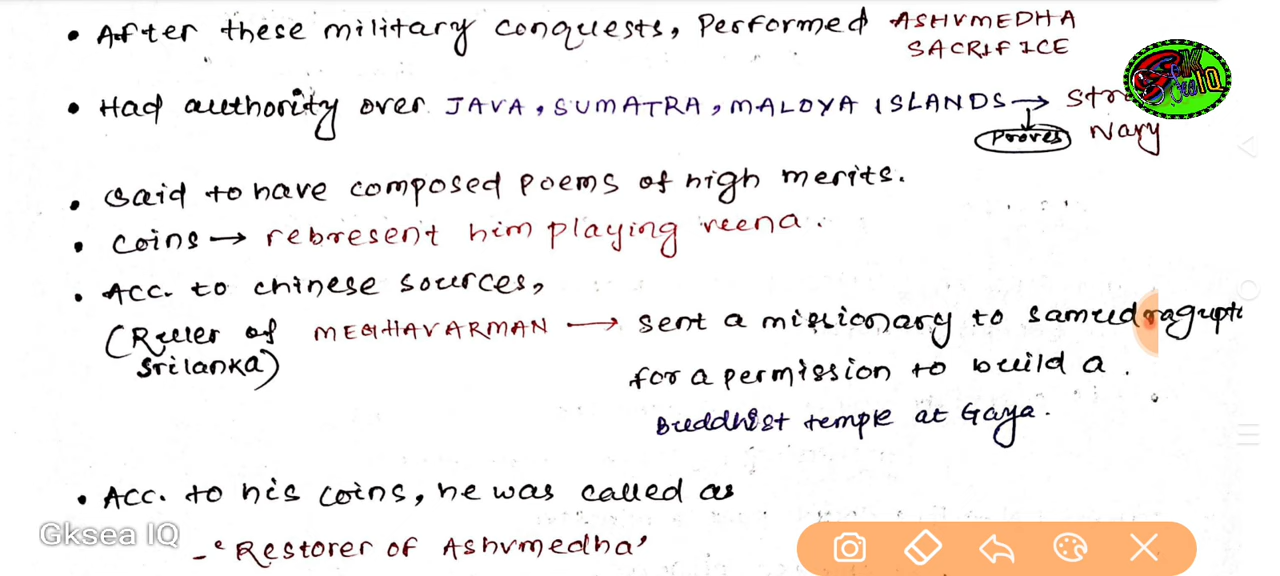 • After these military conquests, Performed ASHVMEDHA
SACRIFICE
• Had authority over JAVA, SUMATRA, MALOYA ISLANDS →
Prooves Navy
• Said to have composed poems of high merits.
• Coins → rebresent him playing veena.
• Acc. to chinese sources,
(Ruler of MEGHAVARMAN → sent a missionary to samudragupt
Srilanka)
for a permission to build a.
Buddhist temple at Gaya.
• Acc. to his coins, he was called as
Gksea IQ
- 'Restorer of Ashvmedha'